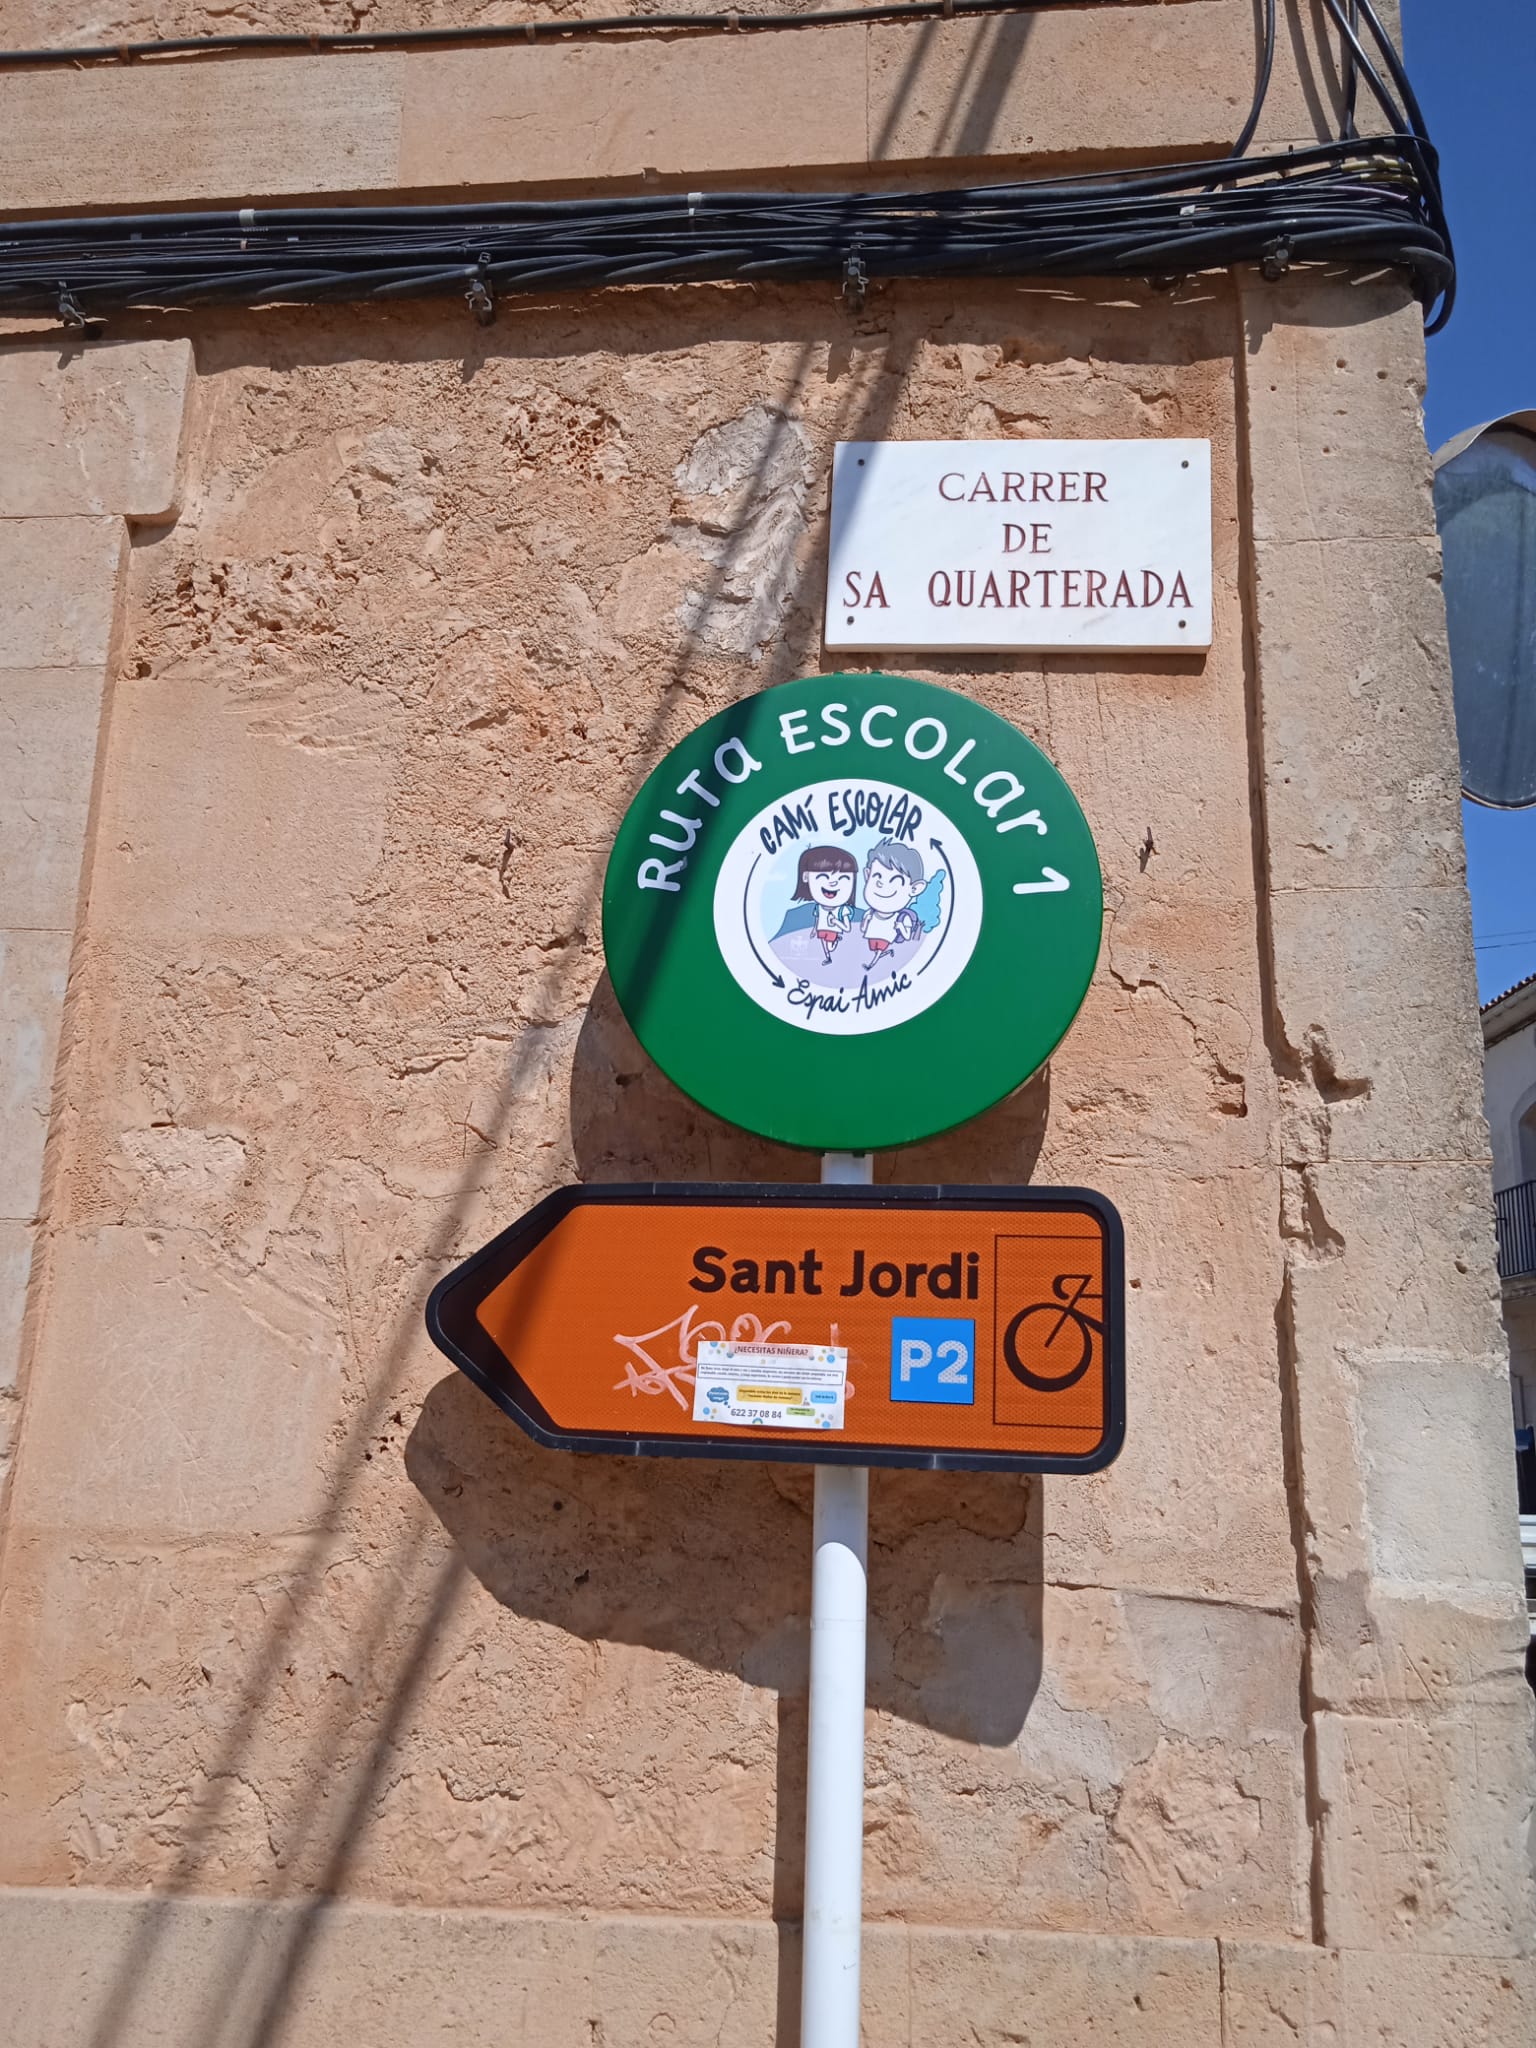 CARRER
DE
SA QUARTERADA
RUTA ESCOLAR 1
CAMÍ ESCOLAR
Espai Amic
Sant Jordi
P2
¿NECESITAS NIÑERA?
622 37 08 84